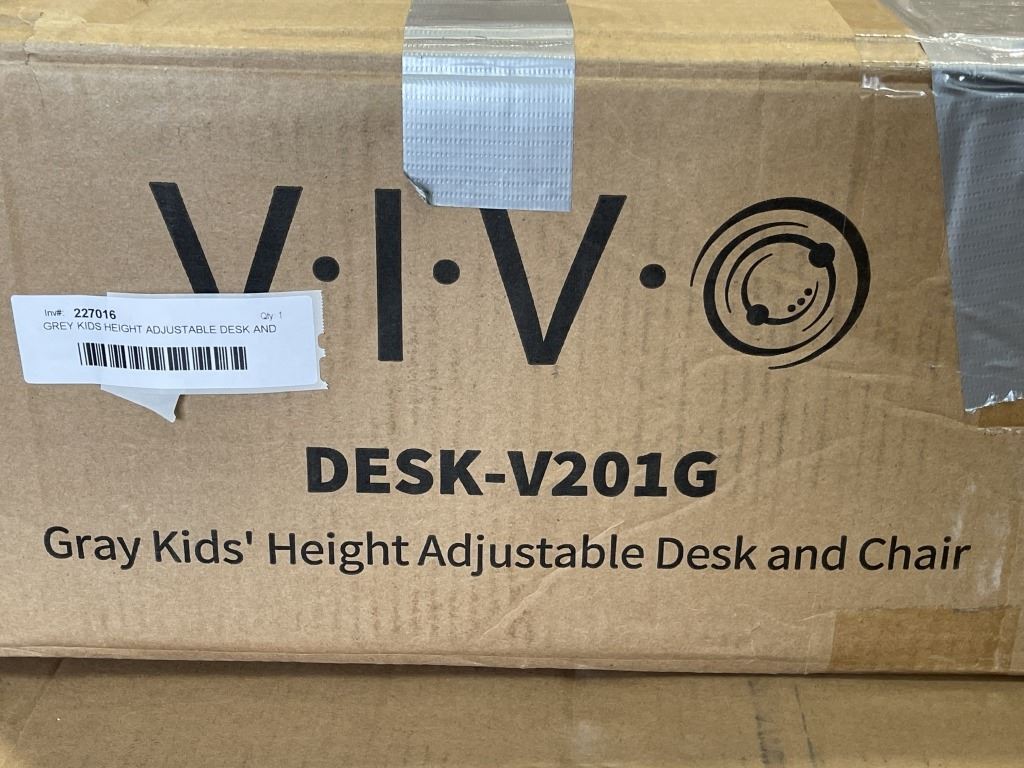 V·I·V·O
Inv#: 227016 Qty: 1
GREY KIDS HEIGHT ADJUSTABLE DESK AND
DESK-V201G
Gray Kids' Height Adjustable Desk and Chair